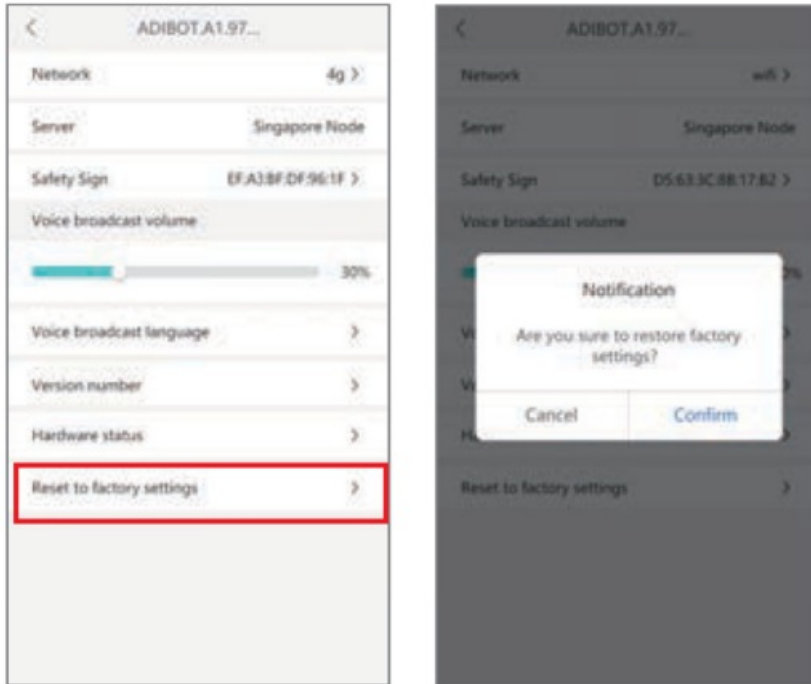 ADIBOT.A1.97...
Network 4g >
Server Singapore Node
Safety Sign EF:A3:BF:DF:96:1F >
Voice broadcast volume
30%
Voice broadcast language >
Version number >
Hardware status >
Reset to factory settings >
ADIBOT.A1.97...
Network wifi >
Server Singapore Node
Safety Sign D5:63:3C:8B:17:B2 >
Voice broadcast volume
Notification
Are you sure to restore factory
settings?
Cancel Confirm
Reset to factory settings >